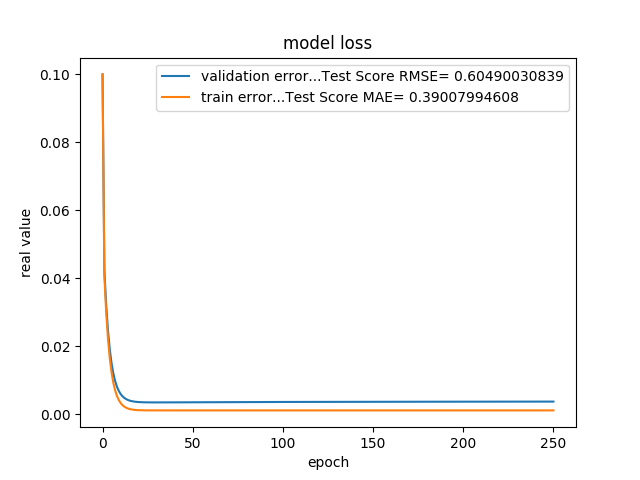 model loss
validation error...Test Score RMSE= 0.60490030839
train error...Test Score MAE= 0.39007994608
real value
0.10
0.08
0.06
0.04
0.02
0.00
0
50
100
150
200
250
epoch